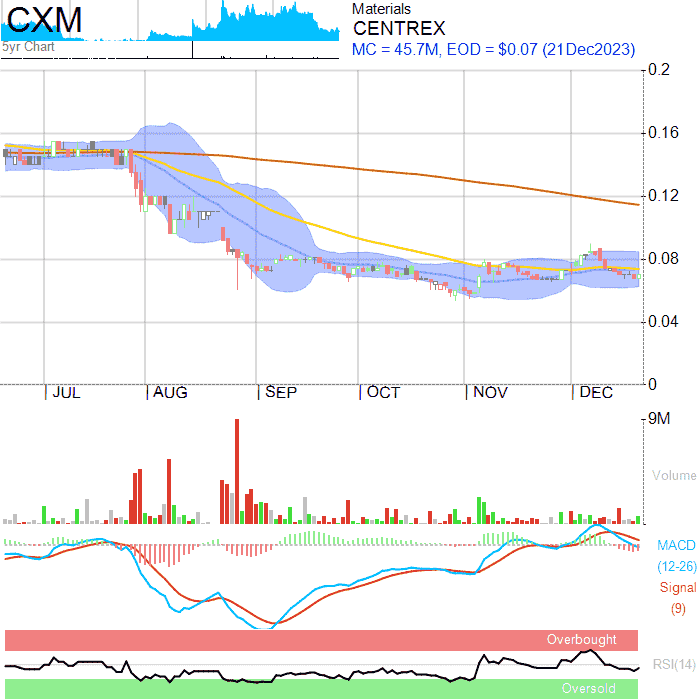 CXM
5yr Chart
Materials
CENTREX
MC = 45.7M, EOD = $0.07 (21Dec2023)
0.2
0.16
0.12
0.08
0.04
0
JUL AUG SEP OCT NOV DEC
9M
Volume
MACD
(12-26)
Signal
(9)
Overbought
RSI(14)
Oversold